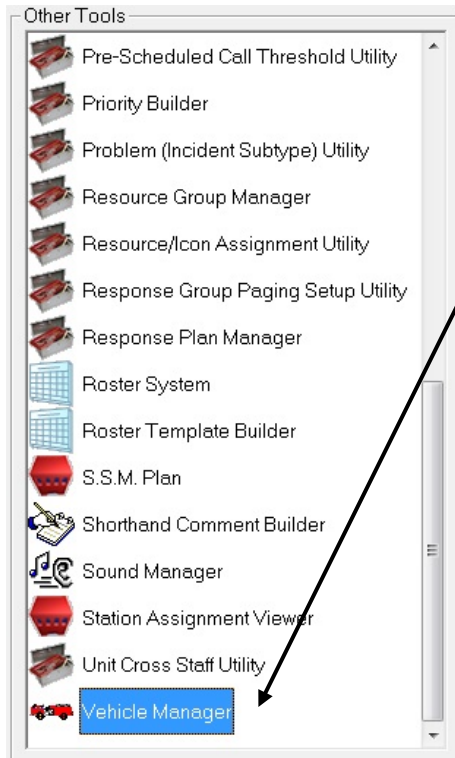 Other Tools
Pre-Scheduled Call Threshold Utility
Priority Builder
Problem (Incident Subtype) Utility
Resource Group Manager
Resource/Icon Assignment Utility
Response Group Paging Setup Utility
Response Plan Manager
Roster System
Roster Template Builder
S.S.M. Plan
Shorthand Comment Builder
Sound Manager
Station Assignment Viewer
Unit Cross Staff Utility
Vehicle Manager